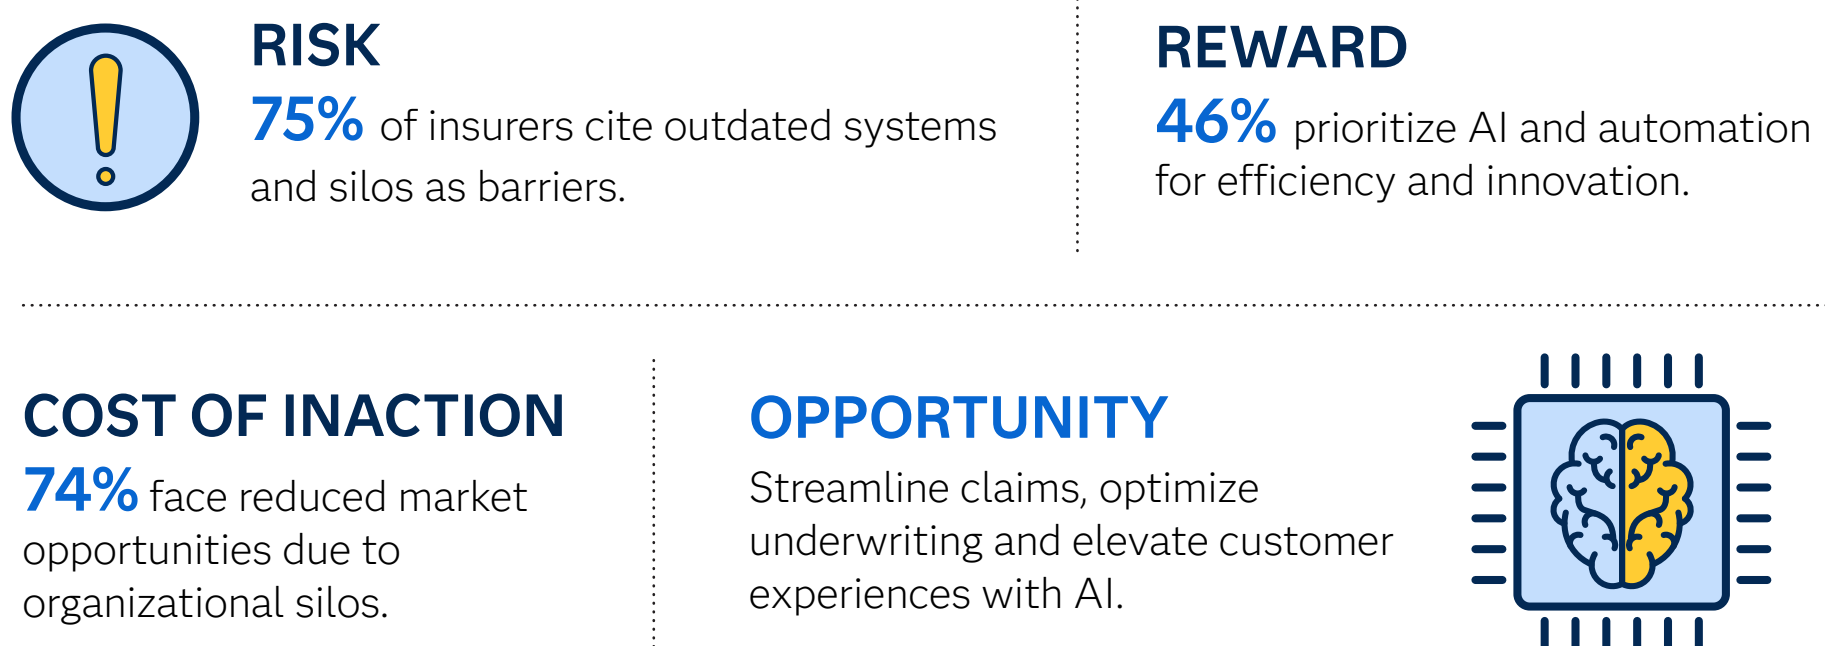 RISK
75% of insurers cite outdated systems
and silos as barriers.
REWARD
46% prioritize AI and automation
for efficiency and innovation.
COST OF INACTION
74% face reduced market
opportunities due to
organizational silos.
OPPORTUNITY
Streamline claims, optimize
underwriting and elevate customer
experiences with AI.